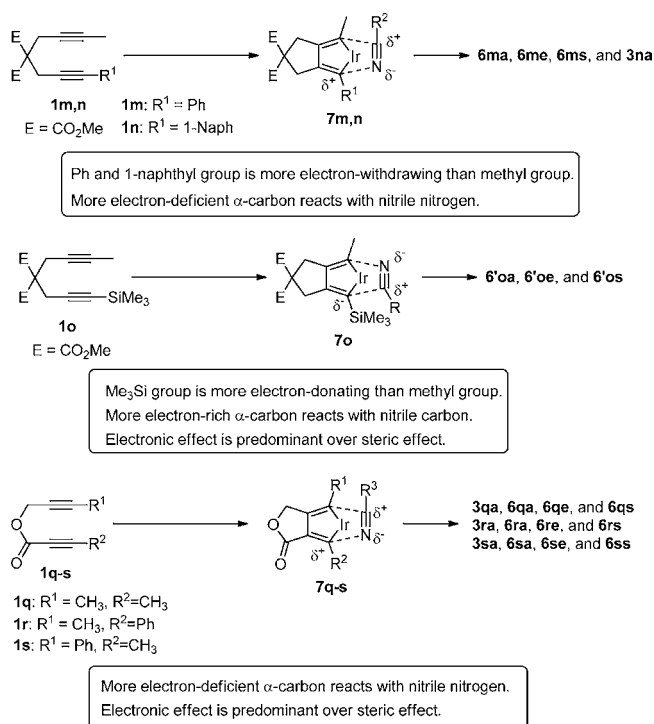 E
E
R¹
1m,n
1m: R¹ = Ph
E = CO₂Me
1n: R¹ = 1-Naph
E
E
Ir
R²
δ⁺
N
δ⁻
δ⁺
R¹
7m,n
6ma, 6me, 6ms, and 3na
Ph and 1-naphthyl group is more electron-withdrawing than methyl group.
More electron-deficient α-carbon reacts with nitrile nitrogen.
E
E
SiMe₃
1o
E = CO₂Me
E
E
Ir
N
δ⁻
δ⁺
R
δ⁻
SiMe₃
7o
6'oa, 6'oe, and 6'os
Me₃Si group is more electron-donating than methyl group.
More electron-rich α-carbon reacts with nitrile carbon.
Electronic effect is predominant over steric effect.
R¹
O
O
R²
1q-s
1q: R¹ = CH₃, R²=CH₃
1r: R¹ = CH₃, R²=Ph
1s: R¹ = Ph, R²=CH₃
R¹
R³
O
Ir
δ⁺
N
δ⁻
δ⁺
R²
O
7q-s
3qa, 6qa, 6qe, and 6qs
3ra, 6ra, 6re, and 6rs
3sa, 6sa, 6se, and 6ss
More electron-deficient α-carbon reacts with nitrile nitrogen.
Electronic effect is predominant over steric effect.